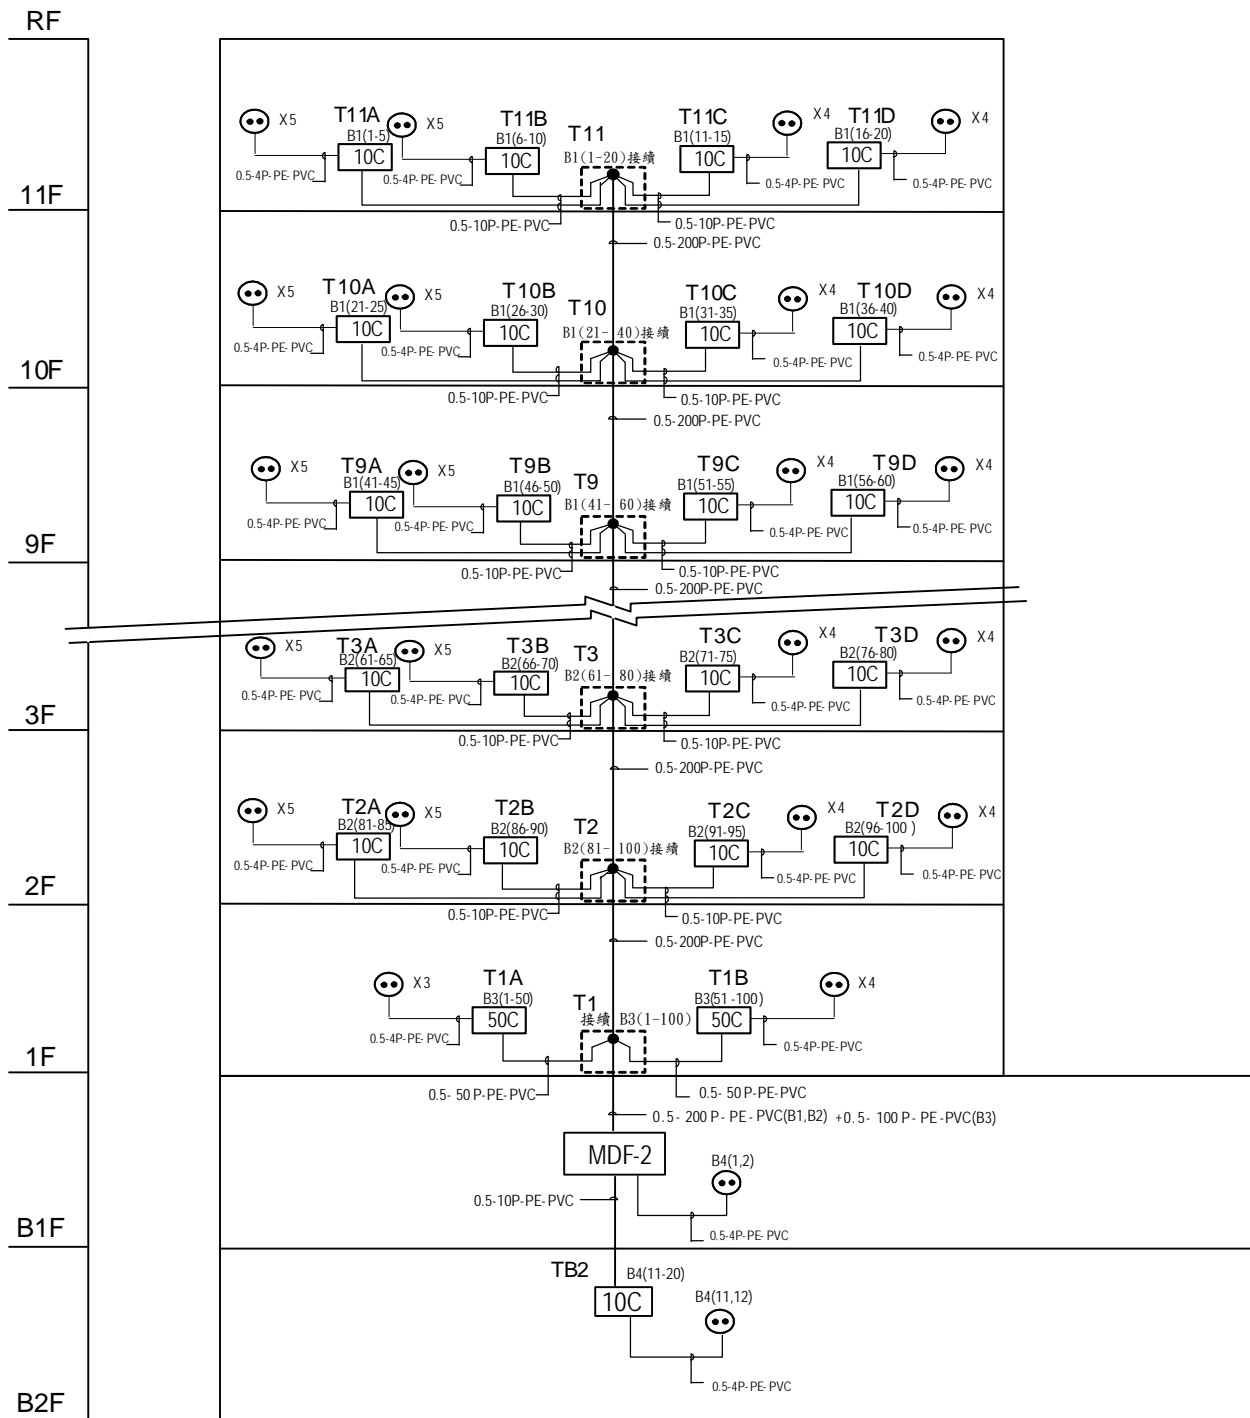 RF
T11A
T11B
T11
T11C
T11D
X5
X5
X4
X4
B1(1-5)
B1(6-10)
B1(1-20)接續
B1(11-15)
B1(16-20)
10C
10C
10C
10C
0.5-4P-PE-PVC
0.5-4P-PE-PVC
0.5-4P-PE-PVC
0.5-4P-PE-PVC
11F
0.5-10P-PE-PVC
0.5-10P-PE-PVC
0.5-200P-PE-PVC
T10A
T10B
T10
T10C
T10D
X5
X5
X4
X4
B1(21-25)
B1(26-30)
B1(21-40)接續
B1(31-35)
B1(36-40)
10C
10C
10C
10C
0.5-4P-PE-PVC
0.5-4P-PE-PVC
0.5-4P-PE-PVC
0.5-4P-PE-PVC
10F
0.5-10P-PE-PVC
0.5-10P-PE-PVC
0.5-200P-PE-PVC
T9A
T9B
T9
T9C
T9D
X5
X5
X4
X4
B1(41-45)
B1(46-50)
B1(41-60)接續
B1(51-55)
B1(56-60)
10C
10C
10C
10C
0.5-4P-PE-PVC
0.5-4P-PE-PVC
0.5-4P-PE-PVC
0.5-4P-PE-PVC
9F
0.5-10P-PE-PVC
0.5-10P-PE-PVC
0.5-200P-PE-PVC
T3A
T3B
T3
T3C
T3D
X5
X5
X4
X4
B2(61-65)
B2(66-70)
B2(61-80)接續
B2(71-75)
B2(76-80)
10C
10C
10C
10C
0.5-4P-PE-PVC
0.5-4P-PE-PVC
0.5-4P-PE-PVC
0.5-4P-PE-PVC
3F
0.5-10P-PE-PVC
0.5-10P-PE-PVC
0.5-200P-PE-PVC
T2A
T2B
T2
T2C
T2D
X5
X5
X4
X4
B2(81-85)
B2(86-90)
B2(81-100)接續
B2(91-95)
B2(96-100)
10C
10C
10C
10C
0.5-4P-PE-PVC
0.5-4P-PE-PVC
0.5-4P-PE-PVC
0.5-4P-PE-PVC
2F
0.5-10P-PE-PVC
0.5-10P-PE-PVC
0.5-200P-PE-PVC
T1A
T1
T1B
X3
X4
B3(1-50)
接續 B3(1-100)
B3(51-100)
50C
50C
0.5-4P-PE-PVC
0.5-4P-PE-PVC
1F
0.5-50P-PE-PVC
0.5-50P-PE-PVC
0.5-200P-PE-PVC(B1,B2) +0.5-100P-PE-PVC(B3)
MDF-2
B4(1,2)
0.5-10P-PE-PVC
0.5-4P-PE-PVC
B1F
TB2
B4(11-20)
10C
B4(11,12)
0.5-4P-PE-PVC
B2F